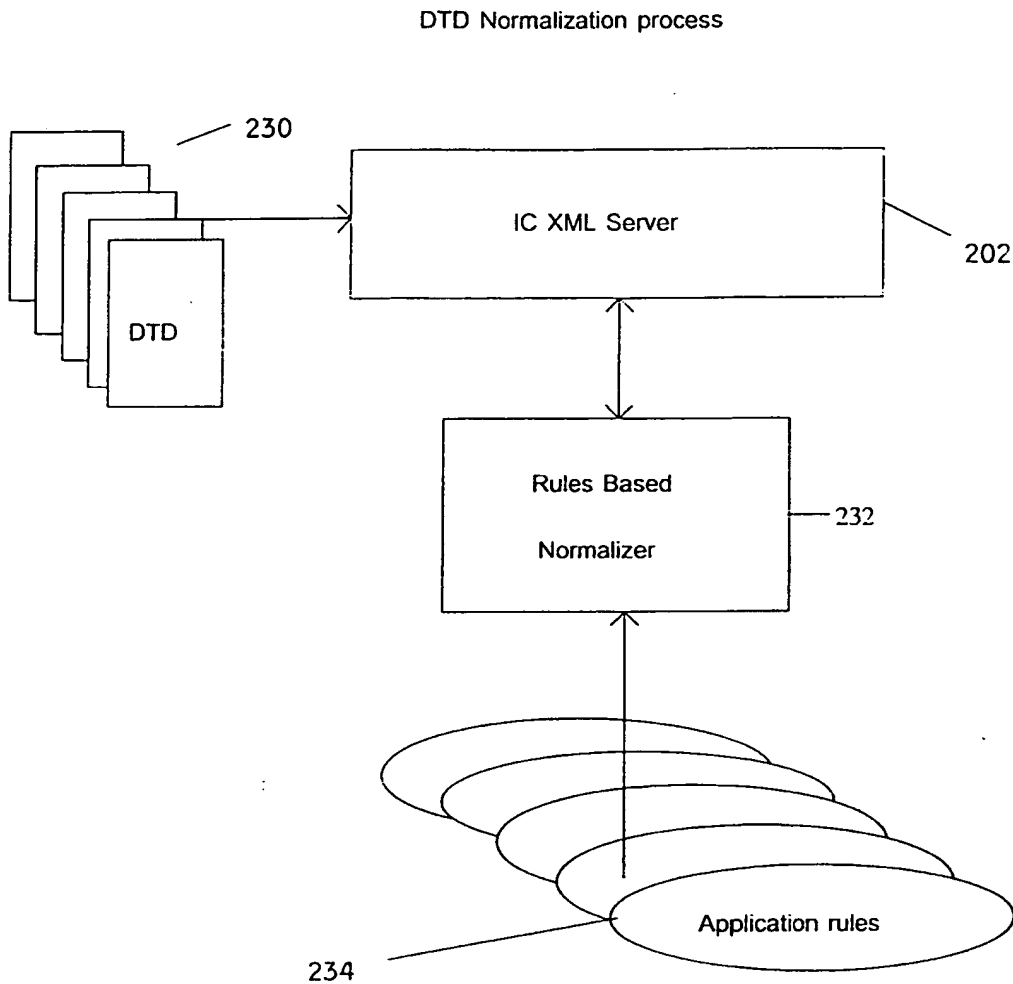 DTD Normalization process
230
IC XML Server
202
DTD
Rules Based
Normalizer
232
Application rules
234